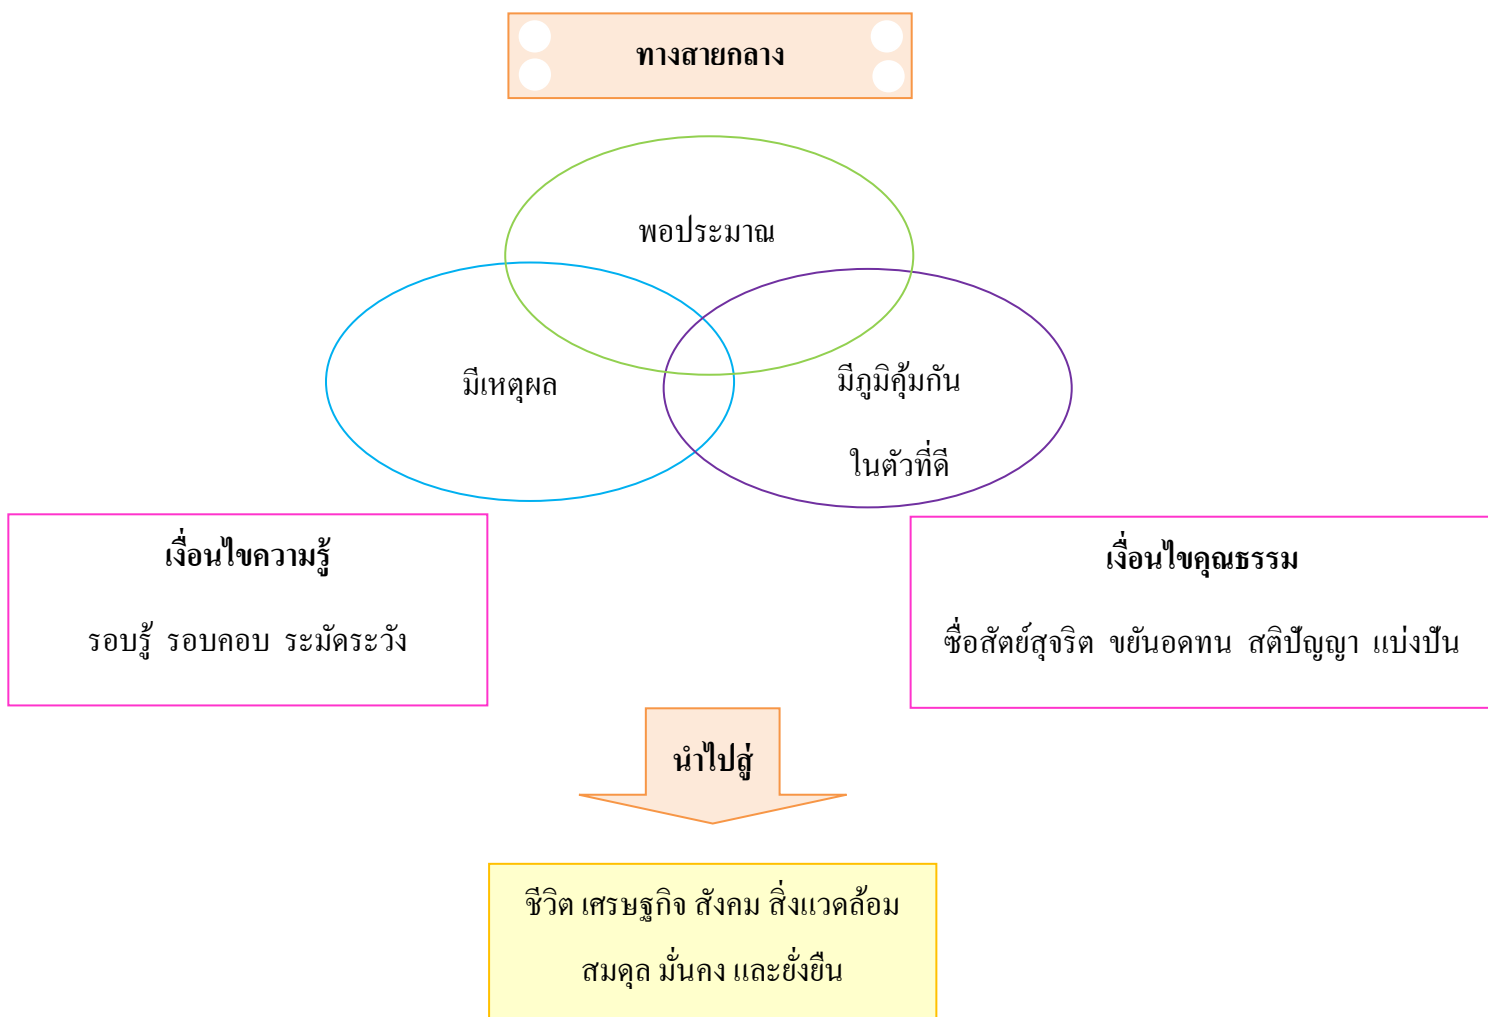 ทางสายกลาง
พอประมาณ
มีเหตุผล
มีภูมิคุ้มกัน
ในตัวที่ดี
เงื่อนไขความรู้
รอบรู้ รอบคอบ ระมัดระวัง
เงื่อนไขคุณธรรม
ซื่อสัตย์สุจริต ขยันอดทน สติปัญญา แบ่งปัน
นำไปสู่
ชีวิต เศรษฐกิจ สังคม สิ่งแวดล้อม
สมดุล มั่นคง และยั่งยืน